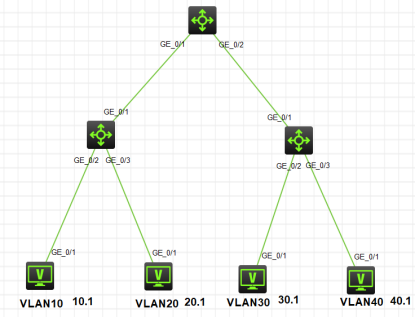 GE_0/1 GE_0/2
GE_0/1 GE_0/1
GE_0/2 GE_0/3 GE_0/2 GE_0/3
GE_0/1 GE_0/1 GE_0/1 GE_0/1
V V V V
VLAN10 10.1 VLAN20 20.1 VLAN30 30.1 VLAN40 40.1